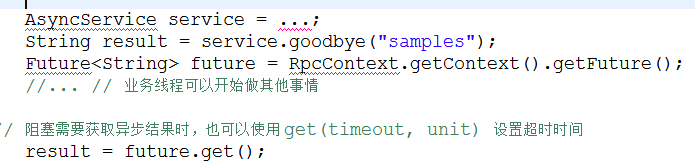 AsyncService service = ...;
String result = service.goodbye("samples");
Future<String> future = RpcContext.getContext().getFuture();
//... // 业务线程可以开始做其他事情
// 阻塞需要获取异步结果时，也可以使用get(timeout, unit) 设置超时时间
result = future.get();